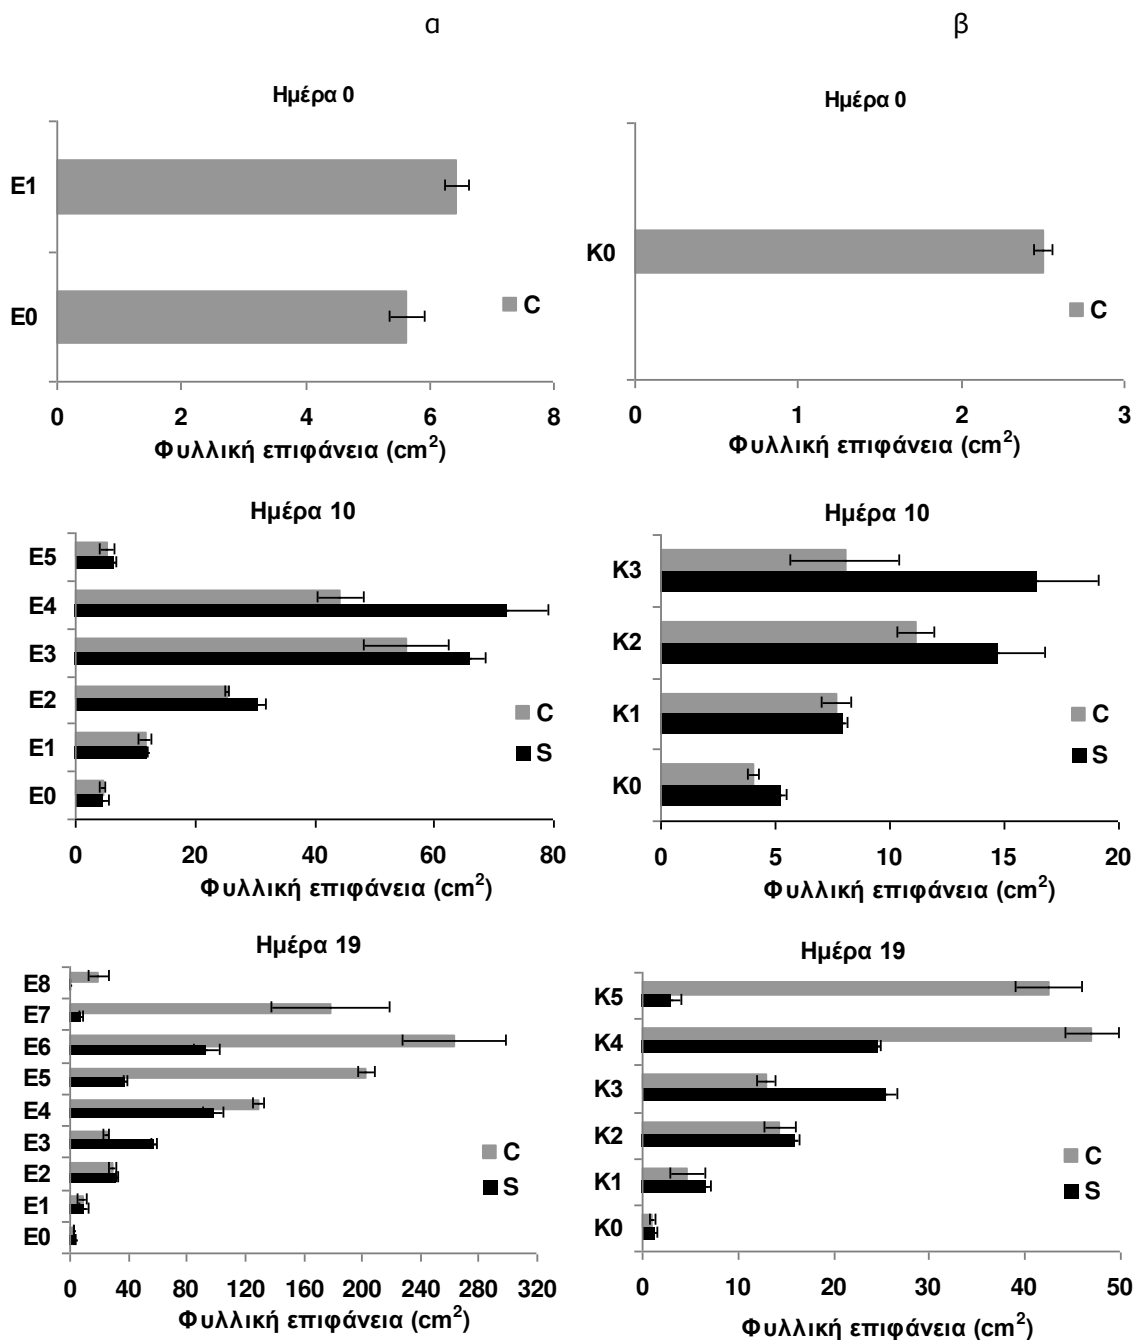 α
β
Ημέρα 0
E1
E0
C
0 2 4 6 8
Φυλλική επιφάνεια (cm²)
Ημέρα 0
K0
C
0 1 2 3
Φυλλική επιφάνεια (cm²)
Ημέρα 10
E5
E4
E3
E2
E1
E0
C
S
0 20 40 60 80
Φυλλική επιφάνεια (cm²)
Ημέρα 10
K3
K2
K1
K0
C
S
0 5 10 15 20
Φυλλική επιφάνεια (cm²)
Ημέρα 19
E8
E7
E6
E5
E4
E3
E2
E1
E0
C
S
0 40 80 120 160 200 240 280 320
Φυλλική επιφάνεια (cm²)
Ημέρα 19
K5
K4
K3
K2
K1
K0
C
S
0 10 20 30 40 50
Φυλλική επιφάνεια (cm²)